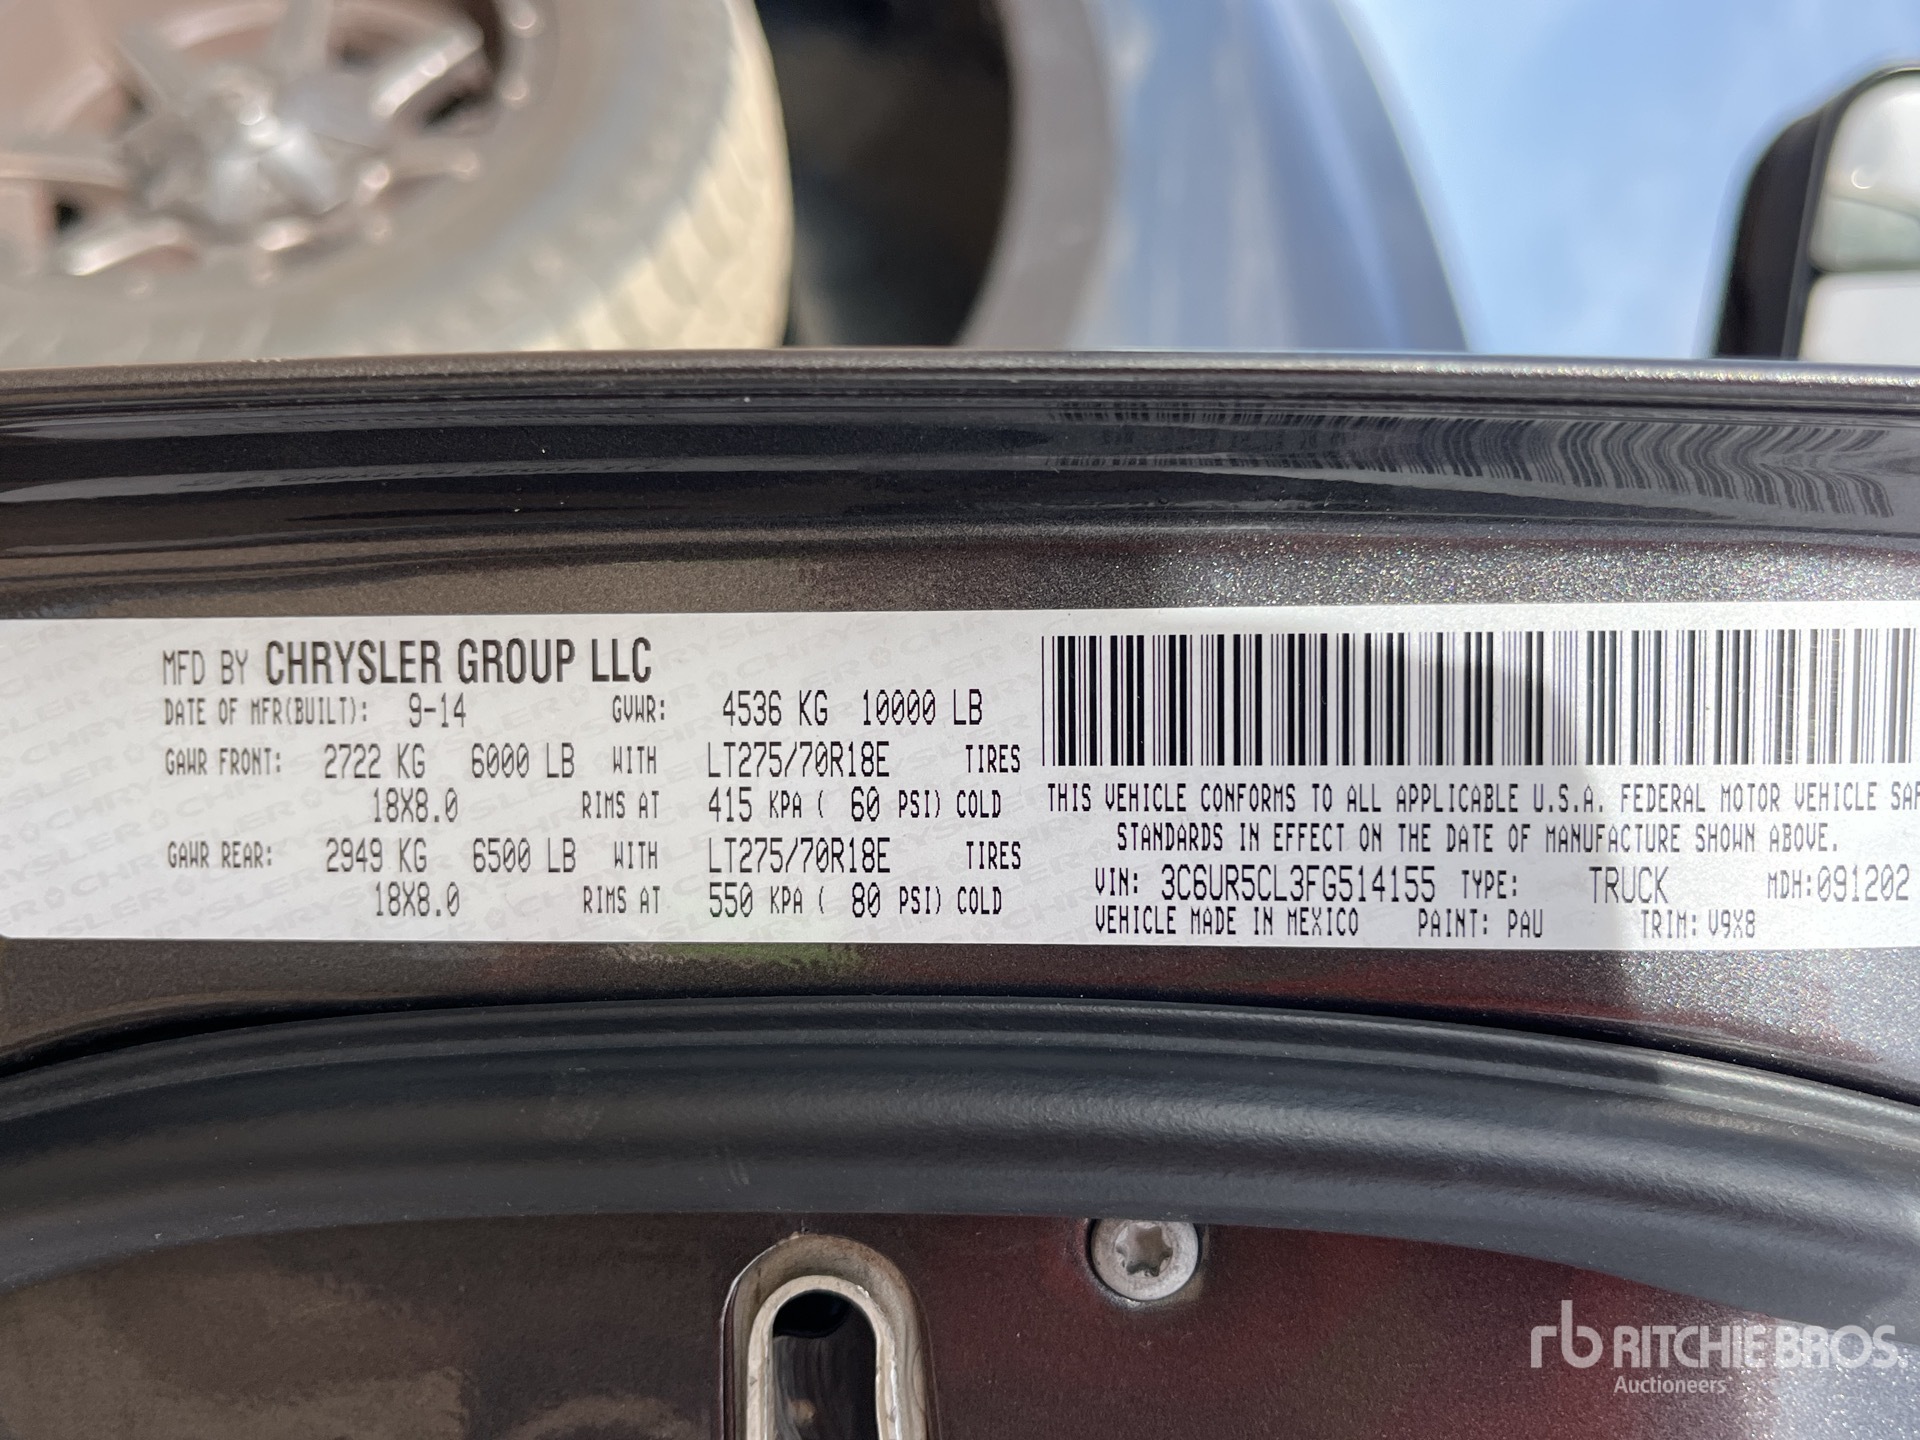 MFD BY CHRYSLER GROUP LLC
DATE OF MFR(BUILT): 9-14 GVWR: 4536 KG 10000 LB
GAWR FRONT: 2722 KG 6000 LB WITH LT275/70R18E TIRES
18X8.0 RIMS AT 415 KPA ( 60 PSI) COLD
GAWR REAR: 2949 KG 6500 LB WITH LT275/70R18E TIRES
18X8.0 RIMS AT 550 KPA ( 80 PSI) COLD
THIS VEHICLE CONFORMS TO ALL APPLICABLE U.S.A. FEDERAL MOTOR VEHICLE SAF
STANDARDS IN EFFECT ON THE DATE OF MANUFACTURE SHOWN ABOVE.
VIN: 3C6UR5CL3FG514155 TYPE: TRUCK MDH:091202
VEHICLE MADE IN MEXICO PAINT: PAU TRIM: V9X8
rb RITCHIE BROS.
Auctioneers